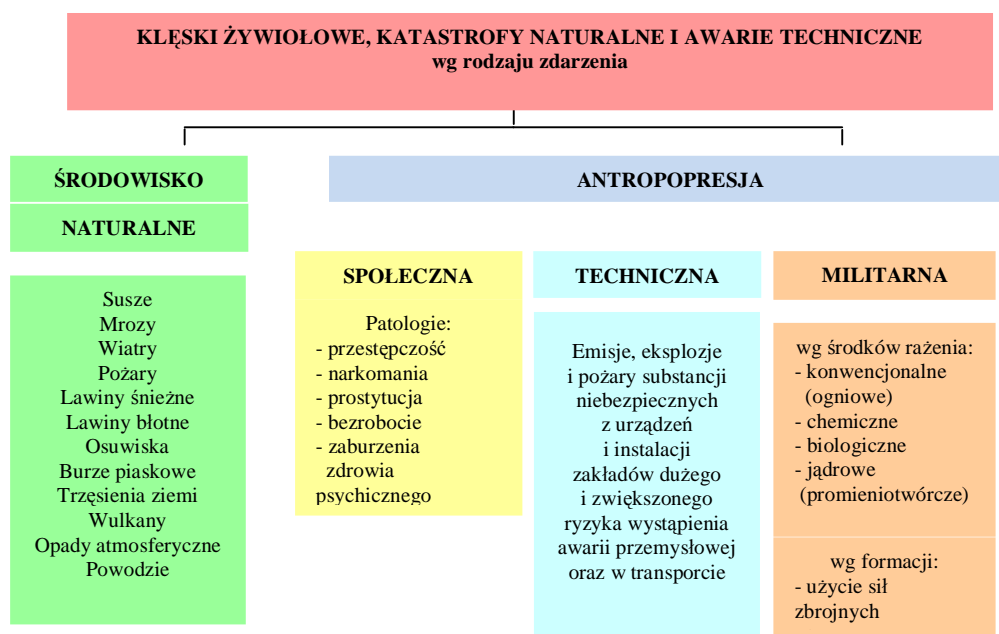 KLĘSKI ŻYWIOŁOWE, KATASTROFY NATURALNE I AWARIE TECHNICZNE
wg rodzaju zdarzenia
ŚRODOWISKO
NATURALNE
Susze
Mrozy
Wiatry
Pożary
Lawiny śnieżne
Lawiny błotne
Osuwiska
Burze piaskowe
Trzęsienia ziemi
Wulkany
Opady atmosferyczne
Powodzie
ANTROPOPRESJA
SPOŁECZNA
Patologie:
- przestępczość
- narkomania
- prostytucja
- bezrobocie
- zaburzenia
zdrowia
psychicznego
TECHNICZNA
Emisje, eksplozje
i pożary substancji
niebezpiecznych
z urządzeń
i instalacji
zakładów dużego
i zwiększonego
ryzyka wystąpienia
awarii przemysłowej
oraz w transporcie
MILITARNA
wg środków rażenia:
- konwencjonalne
(ogniowe)
- chemiczne
- biologiczne
- jądrowe
(promieniotwórcze)
wg formacji:
- użycie sił
zbrojnych